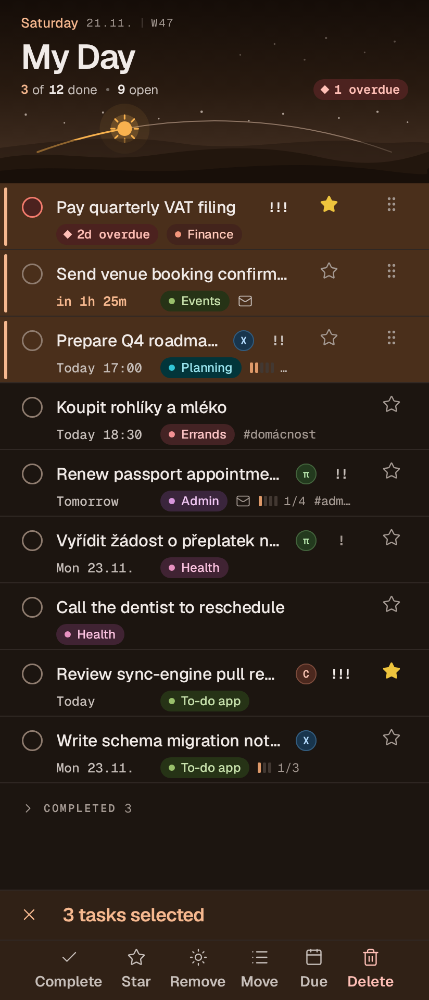 Saturday 21.11. | W47
My Day
3 of 12 done • 9 open
1 overdue
Pay quarterly VAT filing !!!
2d overdue Finance
Send venue booking confirm…
in 1h 25m Events
Prepare Q4 roadma… X !!
Today 17:00 Planning …
Koupit rohlíky a mléko
Today 18:30 Errands #domácnost
Renew passport appointme… π !!
Tomorrow Admin 1/4 #adm…
Vyřídit žádost o přeplatek n… π !
Mon 23.11. Health
Call the dentist to reschedule
Health
Review sync-engine pull re… C !!!
Today To-do app
Write schema migration not… X
Mon 23.11. To-do app 1/3
COMPLETED 3
3 tasks selected
Complete Star Remove Move Due Delete